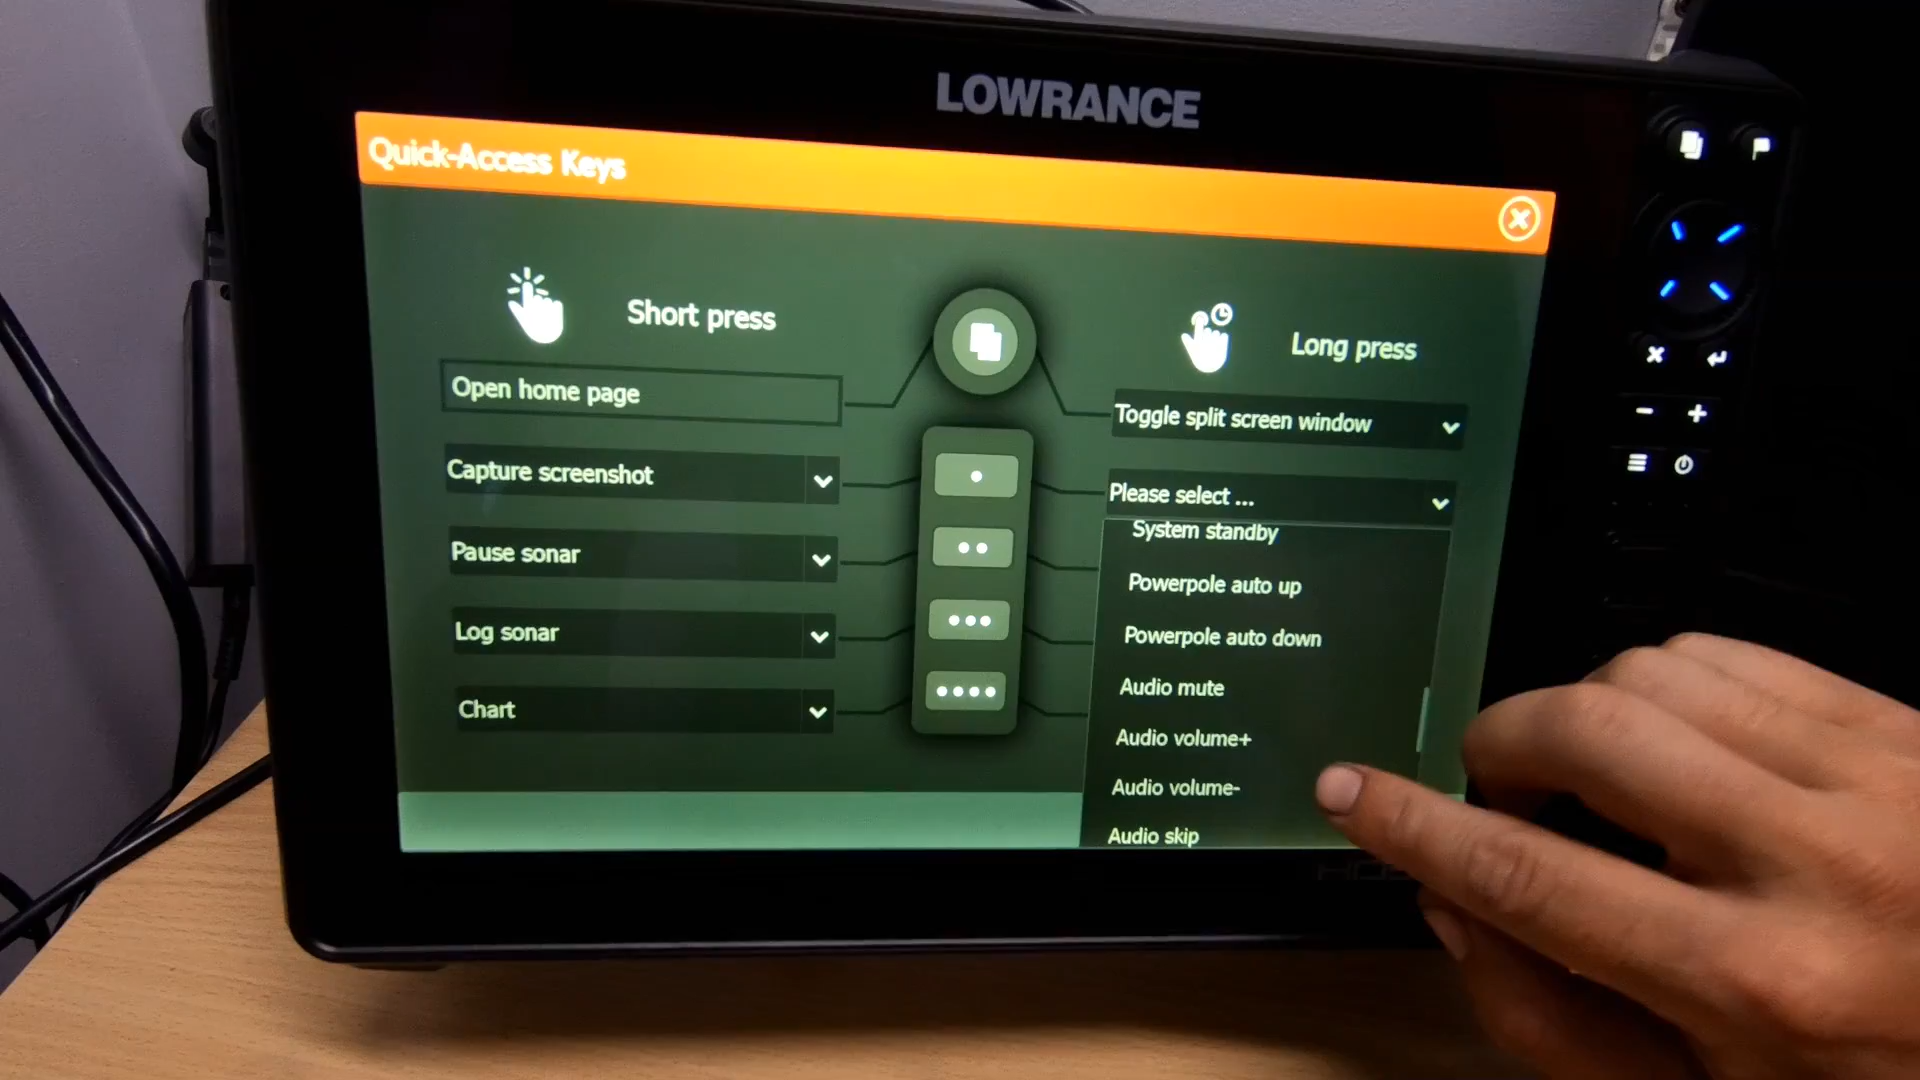 LOWRANCE
Quick-Access Keys
Short press
Long press
Open home page
Toggle split screen window
Capture screenshot
Please select ...
System standby
Pause sonar
Powerpole auto up
Log sonar
Powerpole auto down
Audio mute
Chart
Audio volume+
Audio volume-
Audio skip